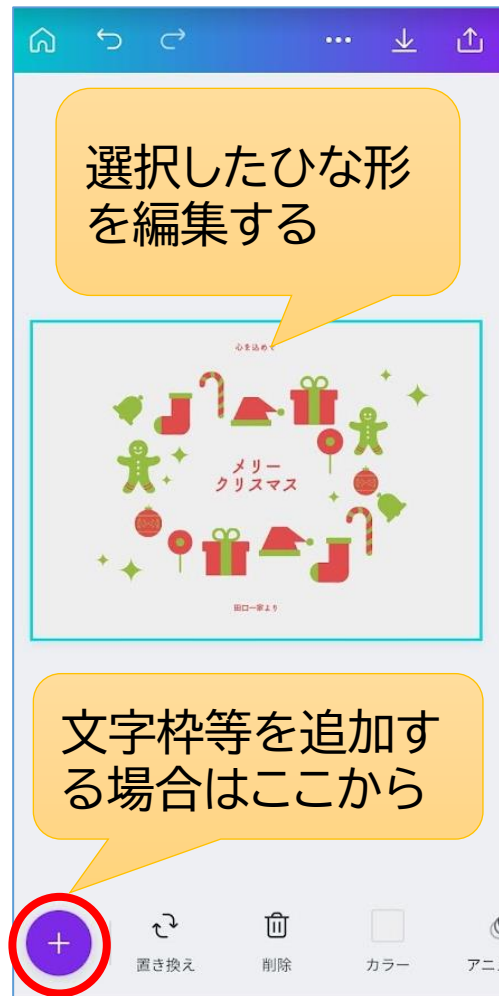 選択したひな形
を編集する
心を込めて
メリー
クリスマス
田口一家より
文字枠等を追加す
る場合はここから
置き換え
削除
カラー
アニ